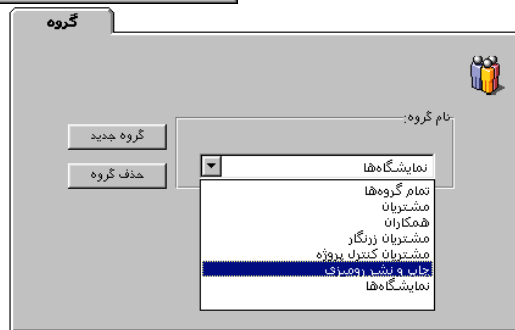 گروه
نام گروه:
گروه جدید
نمایشگاه‌ها
حذف گروه
تمام گروه‌ها
مشتریان
همکاران
مشتریان زرنگار
مشتریان کنترل پروژه
چاپ و نشر رومیزی
نمایشگاه‌ها